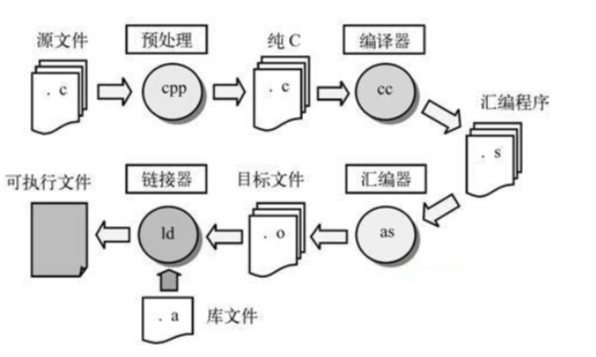 源文件
预处理
纯C
编译器
. c
cpp
. c
cc
汇编程序
. s
可执行文件
链接器
目标文件
汇编器
ld
. o
as
. a
库文件